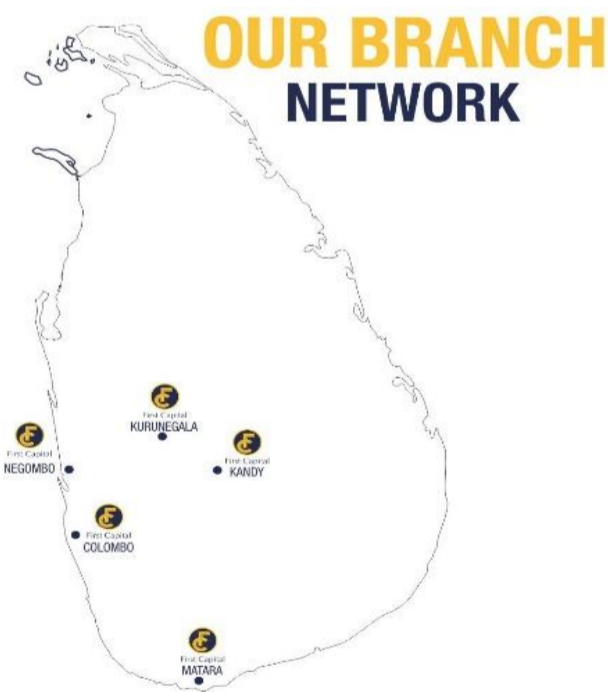 OUR BRANCH
NETWORK
First Capital
KURUNEGALA
First Capital
NEGOMBO
First Capital
KANDY
First Capital
COLOMBO
First Capital
MATARA